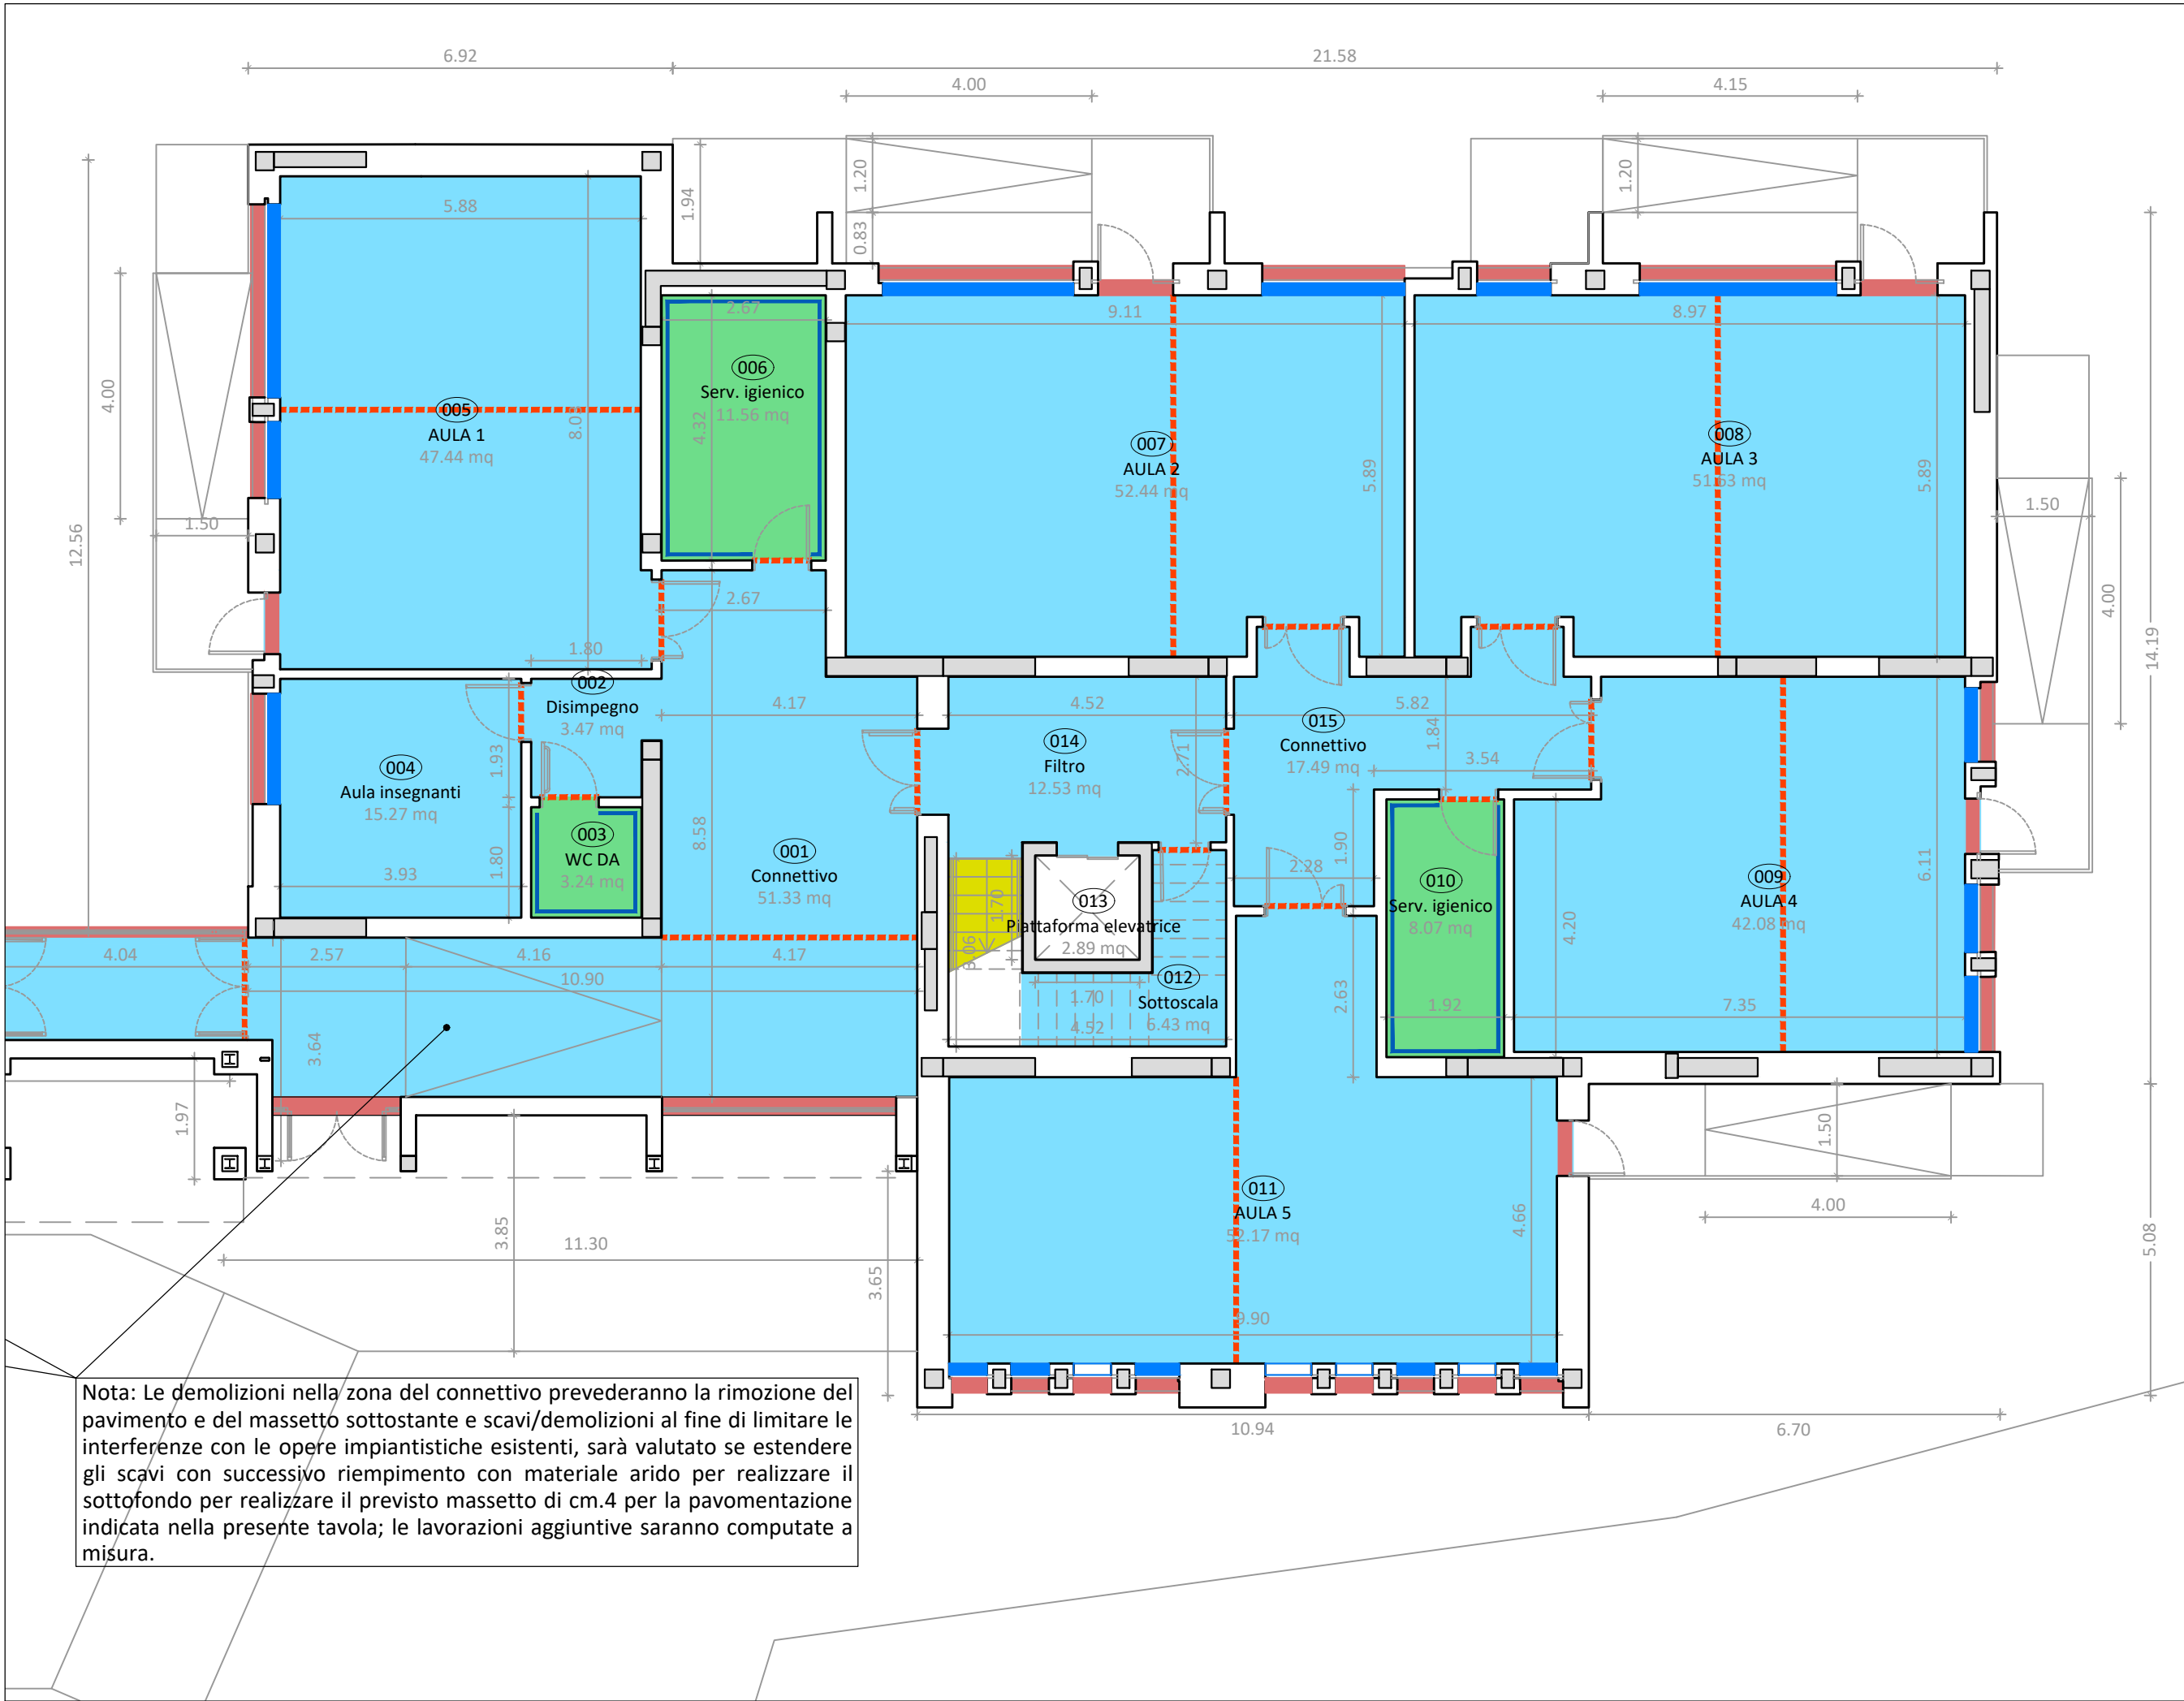 6.92
21.58
4.00
4.15
1.20
1.20
1.94
0.83
5.88
2.67
9.11
8.97
006
Serv. igienico
11.56 mq
4.00
005
AULA 1
47.44 mq
4.32
007
AULA 2
52.44 mq
5.89
008
AULA 3
51.63 mq
5.89
1.50
1.50
12.56
4.00
14.19
2.67
1.80
002
Disimpegno
3.47 mq
4.17
4.52
5.82
015
Connettivo
17.49 mq
1.84
3.54
014
Filtro
12.53 mq
2.71
004
Aula insegnanti
15.27 mq
1.93
003
WC DA
3.24 mq
1.80
3.93
8.58
001
Connettivo
51.33 mq
1.90
2.28
010
Serv. igienico
8.07 mq
009
AULA 4
42.08 mq
6.11
1.70
013
Piattaforma elevatrice
2.89 mq
3.06
4.20
4.04
2.57
4.16
4.17
10.90
012
Sottoscala
6.43 mq
1.70
4.52
2.63
1.92
7.35
3.64
1.97
1.50
011
AULA 5
52.17 mq
4.66
4.00
3.85
11.30
3.65
5.08
9.90
10.94
6.70
Nota: Le demolizioni nella zona del connettivo prevederanno la rimozione del
pavimento e del massetto sottostante e scavi/demolizioni al fine di limitare le
interferenze con le opere impiantistiche esistenti, sarà valutato se estendere
gli scavi con successivo riempimento con materiale arido per realizzare il
sottofondo per realizzare il previsto massetto di cm.4 per la pavomentazione
indicata nella presente tavola; le lavorazioni aggiuntive saranno computate a
misura.